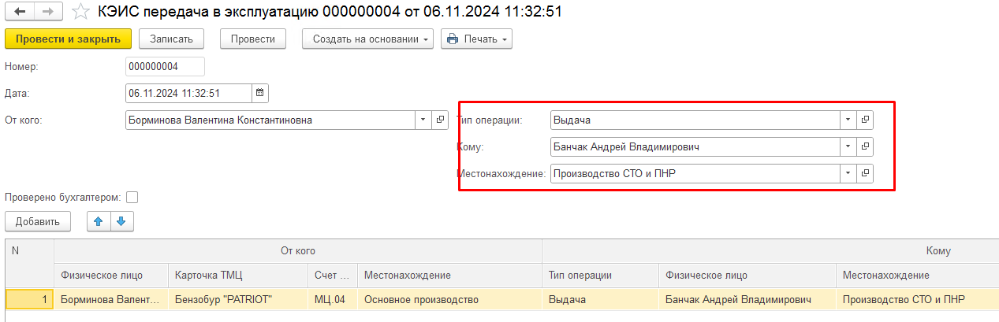 КЭИС передача в эксплуатацию 000000004 от 06.11.2024 11:32:51
Провести и закрыть Записать Провести Создать на основании Печать
Номер: 000000004
Дата: 06.11.2024 11:32:51
От кого: Борминова Валентина Константиновна Тип операции: Выдача
Кому: Банчак Андрей Владимирович
Местонахождение: Производство СТО и ПНР
Проверено бухгалтером:
Добавить
N От кого Кому
Физическое лицо Карточка ТМЦ Счет ... Местонахождение Тип операции Физическое лицо Местонахождение
1 Борминова Валент... Бензобур "PATRIOT" МЦ.04 Основное производство Выдача Банчак Андрей Владимирович Производство СТО и ПНР